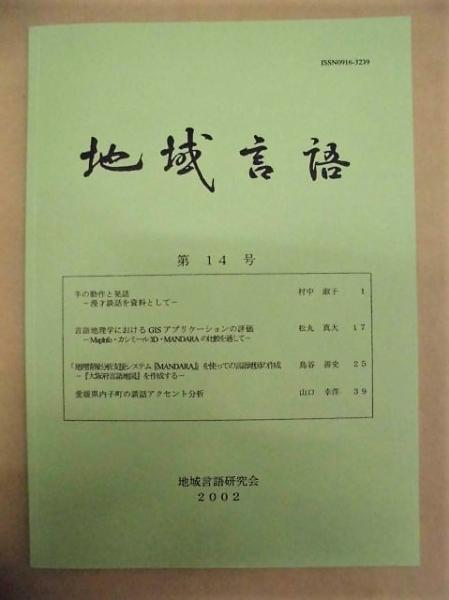 ISSN0916-3239
地域言語
第 14 号
手の動作と発話 村中 淑子 1
－漫才談話を資料として－
言語地理学におけるGISアプリケーションの評価 松丸 真大 17
－MapInfo・カシミール3D・MANDARAの比較を通して－
「地理情報分析支援システム『MANDARA』を使っての言語地図の作成 鳥谷 善史 25
－『大阪府言語地図』を作成する－
愛媛県内子町の談話アクセント分析 山口 幸洋 39
地域言語研究会
2002